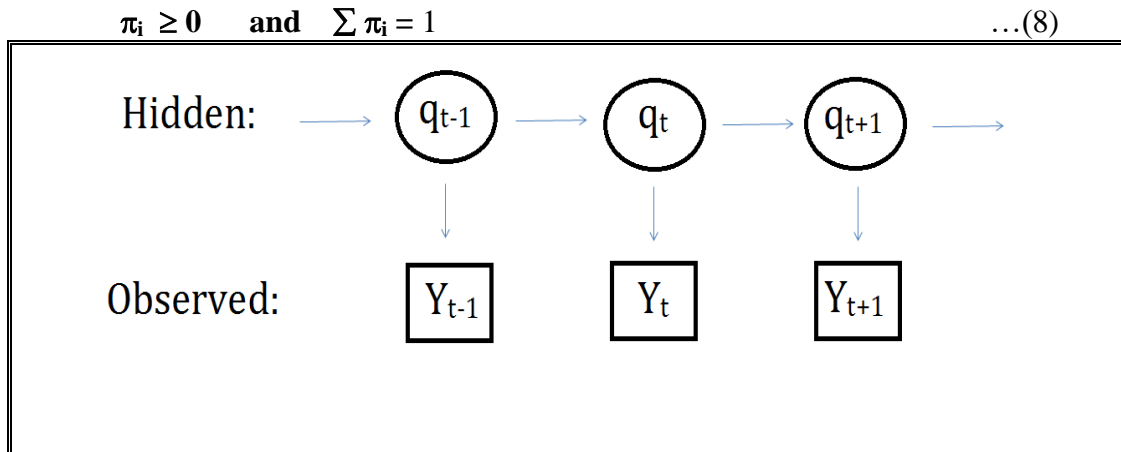 πi ≥ 0 and ∑ πi = 1 …(8)
Hidden: qt-1 qt qt+1
Observed: Yt-1 Yt Yt+1